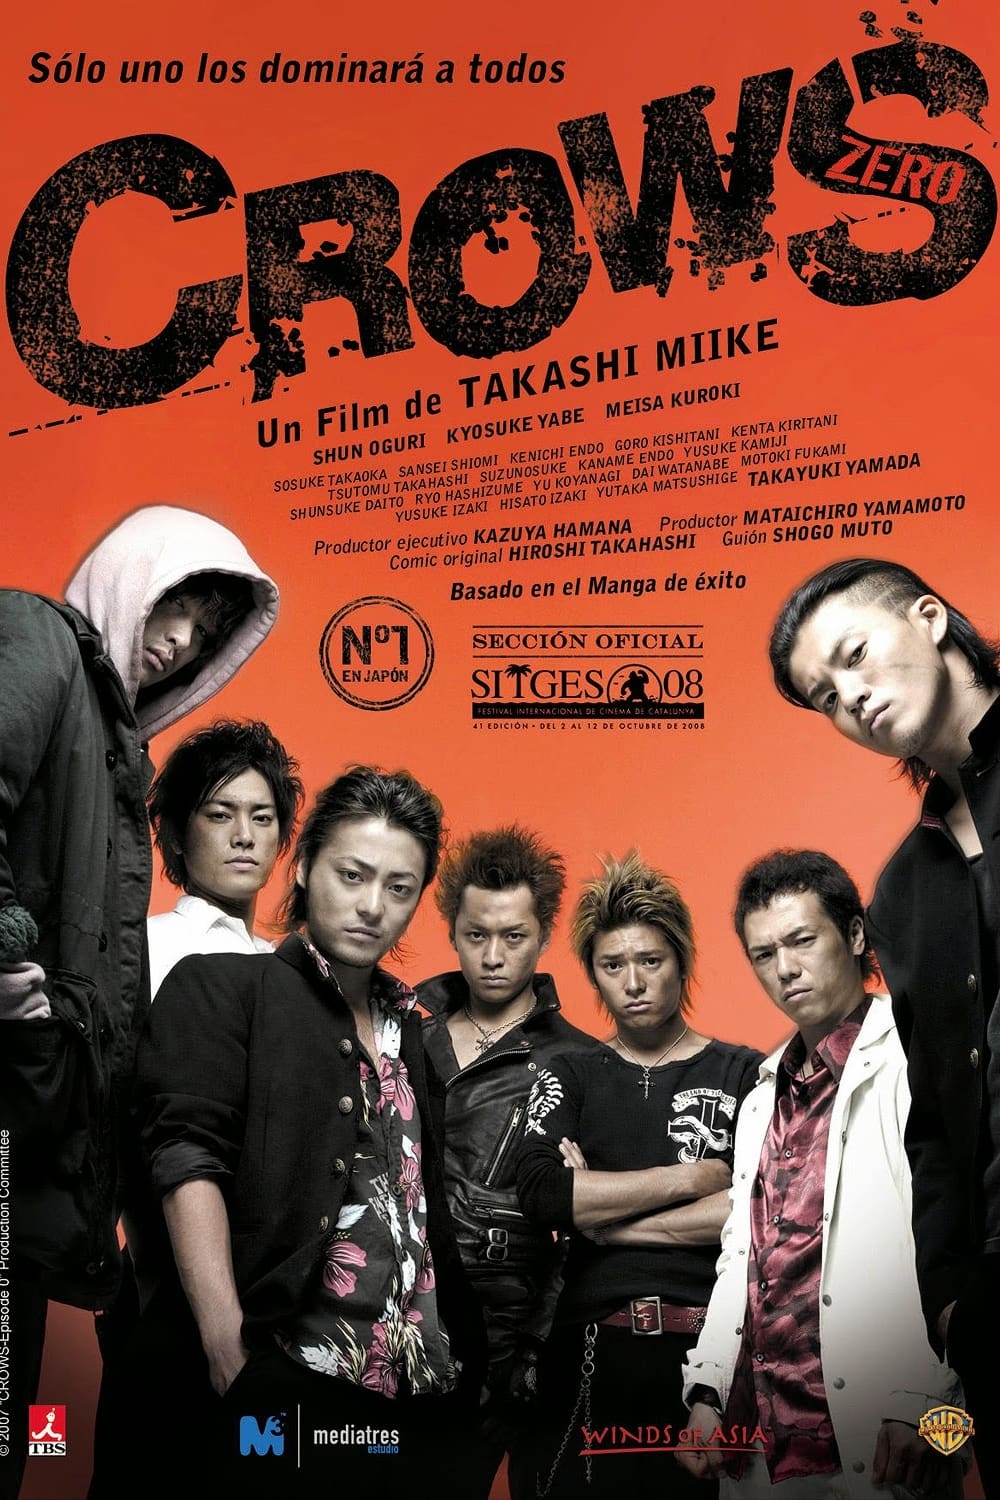 Sólo uno los dominará a todos
CROWS
ZERO
Un Film de TAKASHI MIIKE
SHUN OGURI KYOSUKE YABE MEISA KUROKI
SOSUKE TAKAOKA SANSEI SHIOMI KENICHI ENDO GORO KISHITANI KENTA KIRITANI
TSUTOMU TAKAHASHI SUZUNOSUKE KANAME ENDO YUSUKE KAMIJI
SHUNSUKE DAITO RYO HASHIZUME YU KOYANAGI DAI WATANABE MOTOKI FUKAMI
YUSUKE IZAKI HISATO IZAKI YUTAKA MATSUSHIGE TAKAYUKI YAMADA
Productor ejecutivo KAZUYA HAMANA Productor MATAICHIRO YAMAMOTO
Comic original HIROSHI TAKAHASHI Guión SHOGO MUTO
Basado en el Manga de éxito
Nº1
EN JAPÓN
SECCIÓN OFICIAL
SITGES 08
FESTIVAL INTERNACIONAL DE CINEMA DE CATALUNYA
41 EDICIÓN - DEL 2 AL 12 DE OCTUBRE DE 2008
© 2007 "CROWS-Episode 0" Production Committee
TBS
M3 TM
mediatres
estudio
WINDS OF ASIA
WB